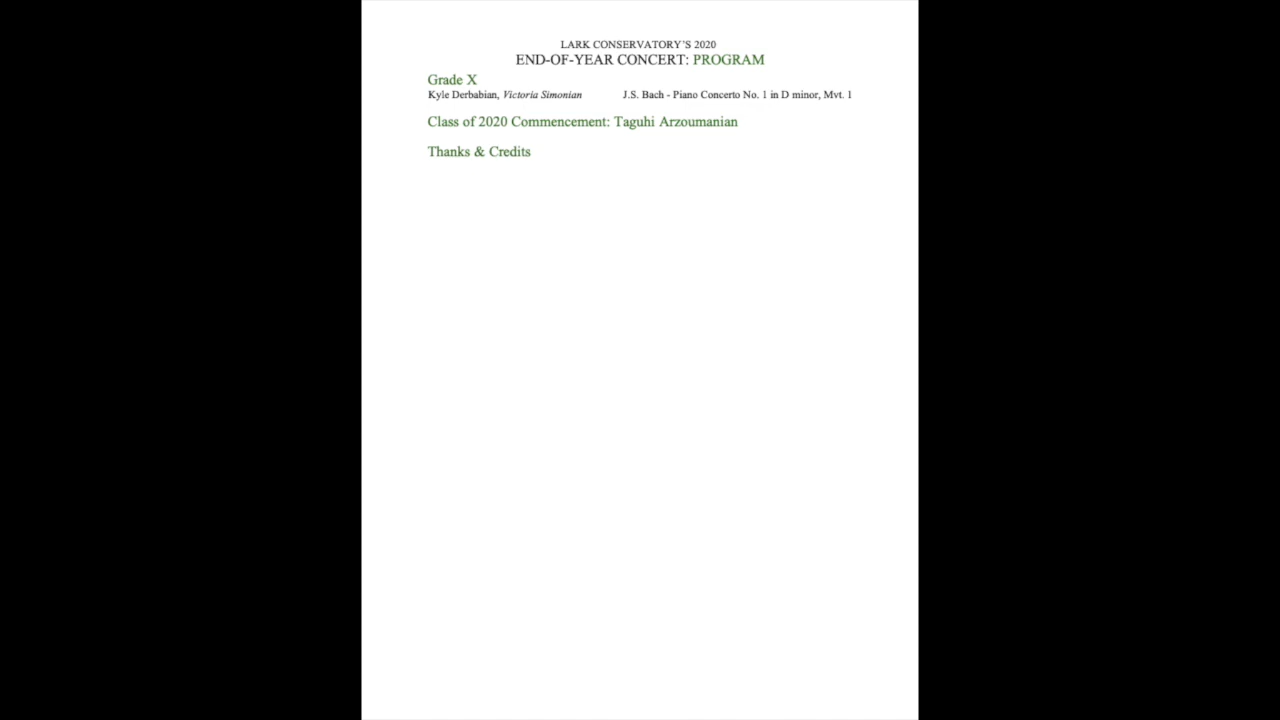 LARK CONSERVATORY'S 2020
END-OF-YEAR CONCERT: PROGRAM
Grade X
Kyle Derbabian, Victoria Simonian J.S. Bach - Piano Concerto No. 1 in D minor, Mvt. 1
Class of 2020 Commencement: Taguhi Arzoumanian
Thanks & Credits